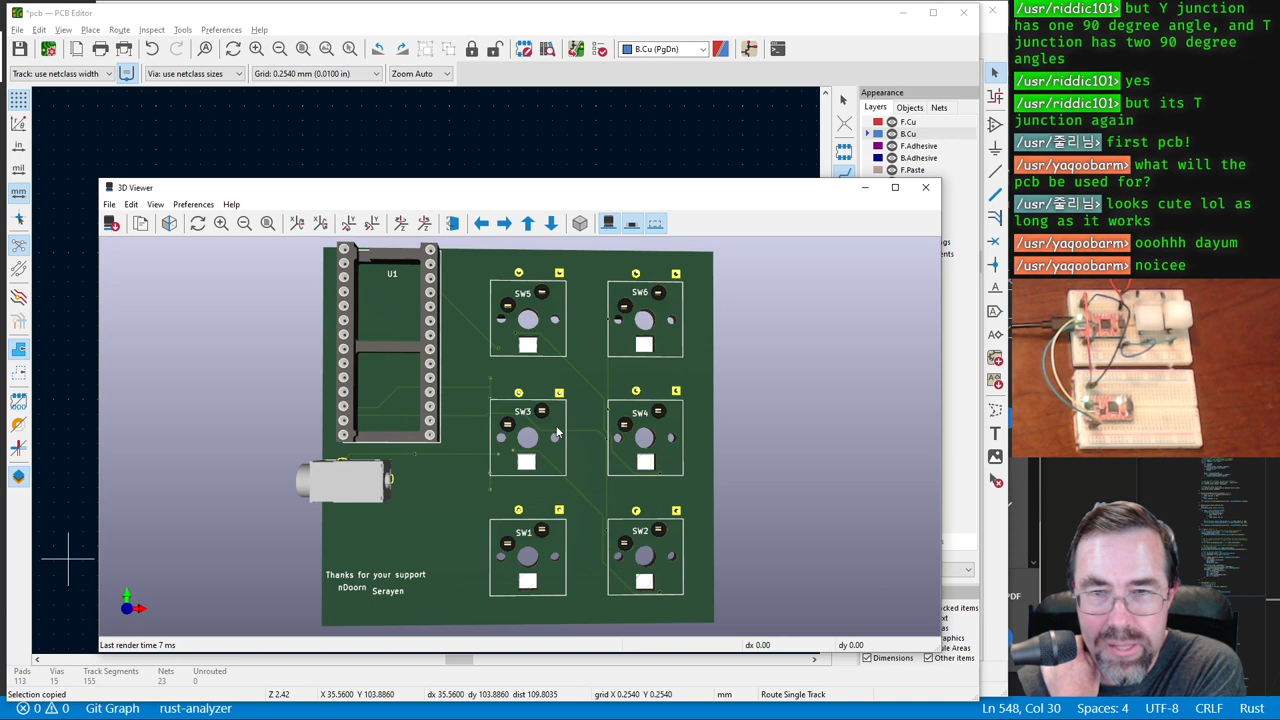 *pcb — PCB Editor
File Edit View Place Route Inspect Tools Preferences Help
B.Cu (PgDn)
Track: use netclass width
Via: use netclass sizes
Grid: 0.2540 mm (0.0100 in)
Zoom Auto
in
mil
mm
Appearance
Layers Objects Nets
F.Cu
B.Cu
F.Adhesive
B.Adhesive
F.Paste
3D Viewer
File Edit View Preferences Help
U1
SW5
SW6
SW3
SW4
SW1
SW2
Thanks for your support
nDoorn Serayen
Last render time 7 ms
dx 0.00
dy 0.00
ocked items
Dimensions
Other items
Pads
113
Vias
15
Track Segments
155
Nets
23
Unrouted
0
Selection copied
Z 2.42
X 35.5600 Y 103.8860
dx 35.5600 dy 103.8860 dist 109.8035
grid X 0.2540 Y 0.2540
mm
Route Single Track
0 0
Git Graph
rust-analyzer
Ln 548, Col 30
Spaces: 4
UTF-8
CRLF
Rust
/usr/riddic101>
but Y junction
has one 90 degree angle, and T
junction has two 90 degree
angles
/usr/riddic101> yes
/usr/riddic101> but its T
junction again
/usr/줄리님> first pcb!
/usr/yaqoobarm> what will the
pcb be used for?
/usr/줄리님> looks cute lol as
long as it works
/usr/yaqoobarm> ooohhh dayum
/usr/yaqoobarm> noicee
PDF